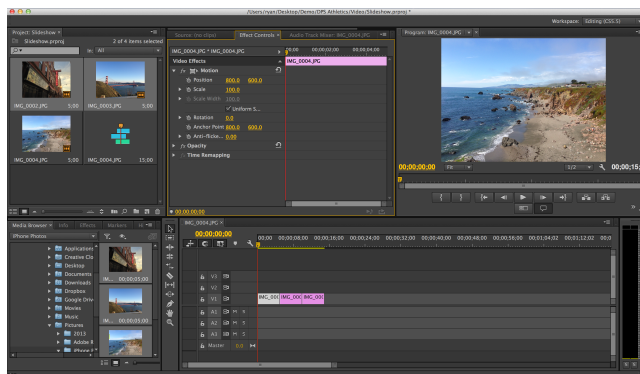 /Users/ryan/Desktop/Demo/DPS Athletics/Video/Slideshow.prproj *
Workspace: Editing (CS5.5)
Project: Slideshow ×
Slideshow.prproj
2 of 4 items selected
In: All
IMG_0002.JPG 5;00
IMG_0003.JPG 5;00
IMG_0004.JPG 5;00
IMG_0004.JPG 15;00
Source: (no clips)
Effect Controls ×
Audio Track Mixer: IMG_0004.JPG
IMG_0004.JPG * IMG_0004.JPG
00;00 00;00;02;00 00;00;04;00
Video Effects
IMG_0004.JPG
fx Motion
Position 800.0 600.0
Scale 100.0
Scale Width 100.0
Uniform S...
Rotation 0.0
Anchor Point 800.0 600.0
Anti-flicke... 0.00
fx Opacity
Time Remapping
00;00;00;00
Program: IMG_0004.JPG ×
00;00;00;00
Fit
1/2
00;00;15;
Media Browser ×
Info
Effects
Markers
Hi
iPhone Photos
Application
Creative Clo
Desktop
Documents
Downloads
Dropbox
Google Driv
Movies
Music
Pictures
2013
Adobe R
iPhone P
IM... 00;00;05;00
IM... 00;00;05;00
IMG_0004.JPG ×
00;00;00;00
00;00 00;00;08;00 00;00;16;00 00;00;24;00 00;00;32;00 00;00;40;00 00;00;48;00 00;00;56;00 00;01;04;02 00;01;12;02 00;0
V3
V2
V1
IMG_000 IMG_000 IMG_000
A1 M S
A2 M S
A3 M S
Master 0.0
S S